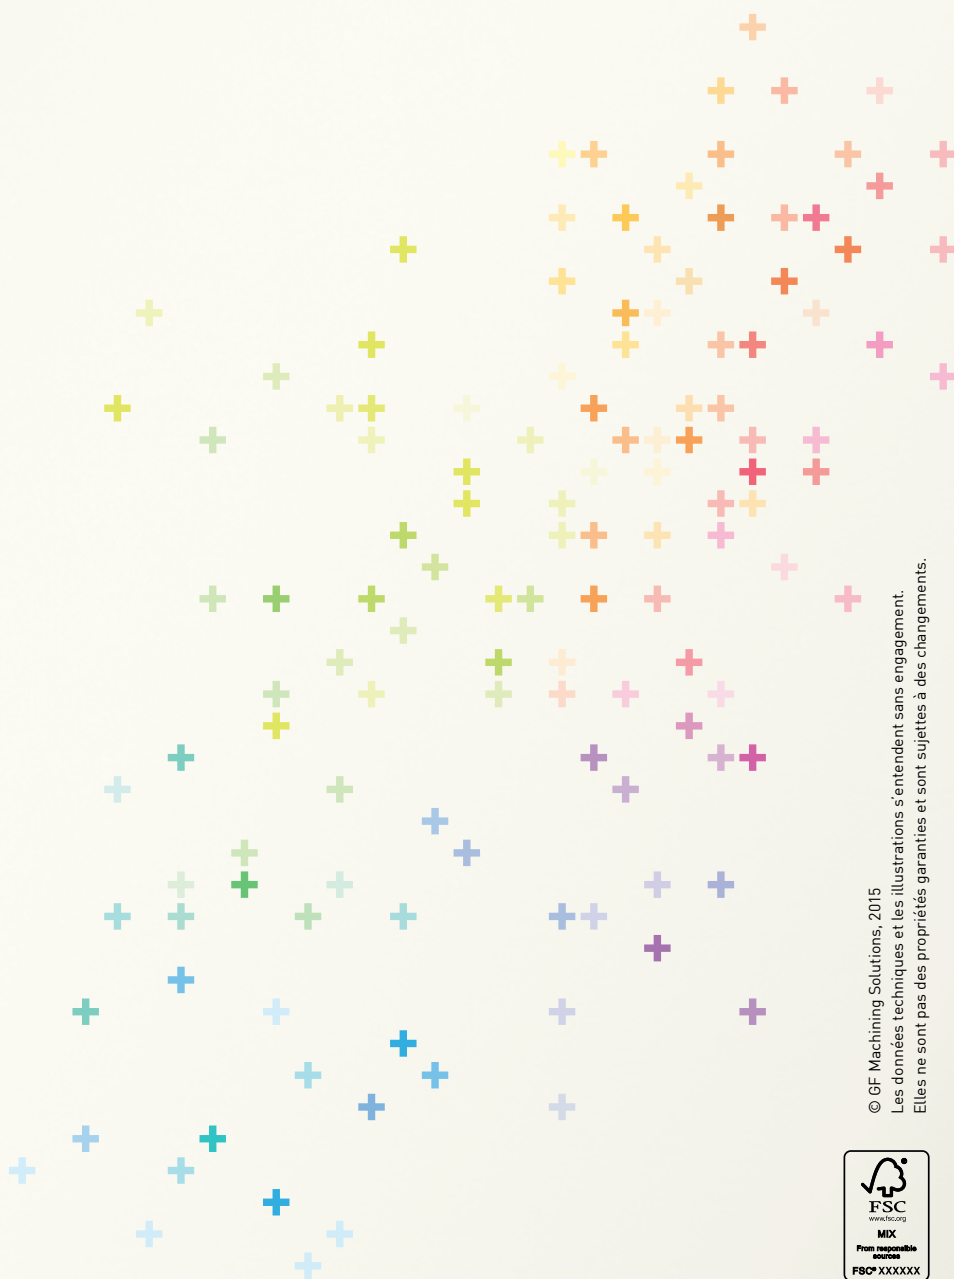 © GF Machining Solutions, 2015
Les données techniques et les illustrations s'entendent sans engagement.
Elles ne sont pas des propriétés garanties et sont sujettes à des changements.
FSC
www.fsc.org
MIX
From responsible
sources
FSC® XXXXXX